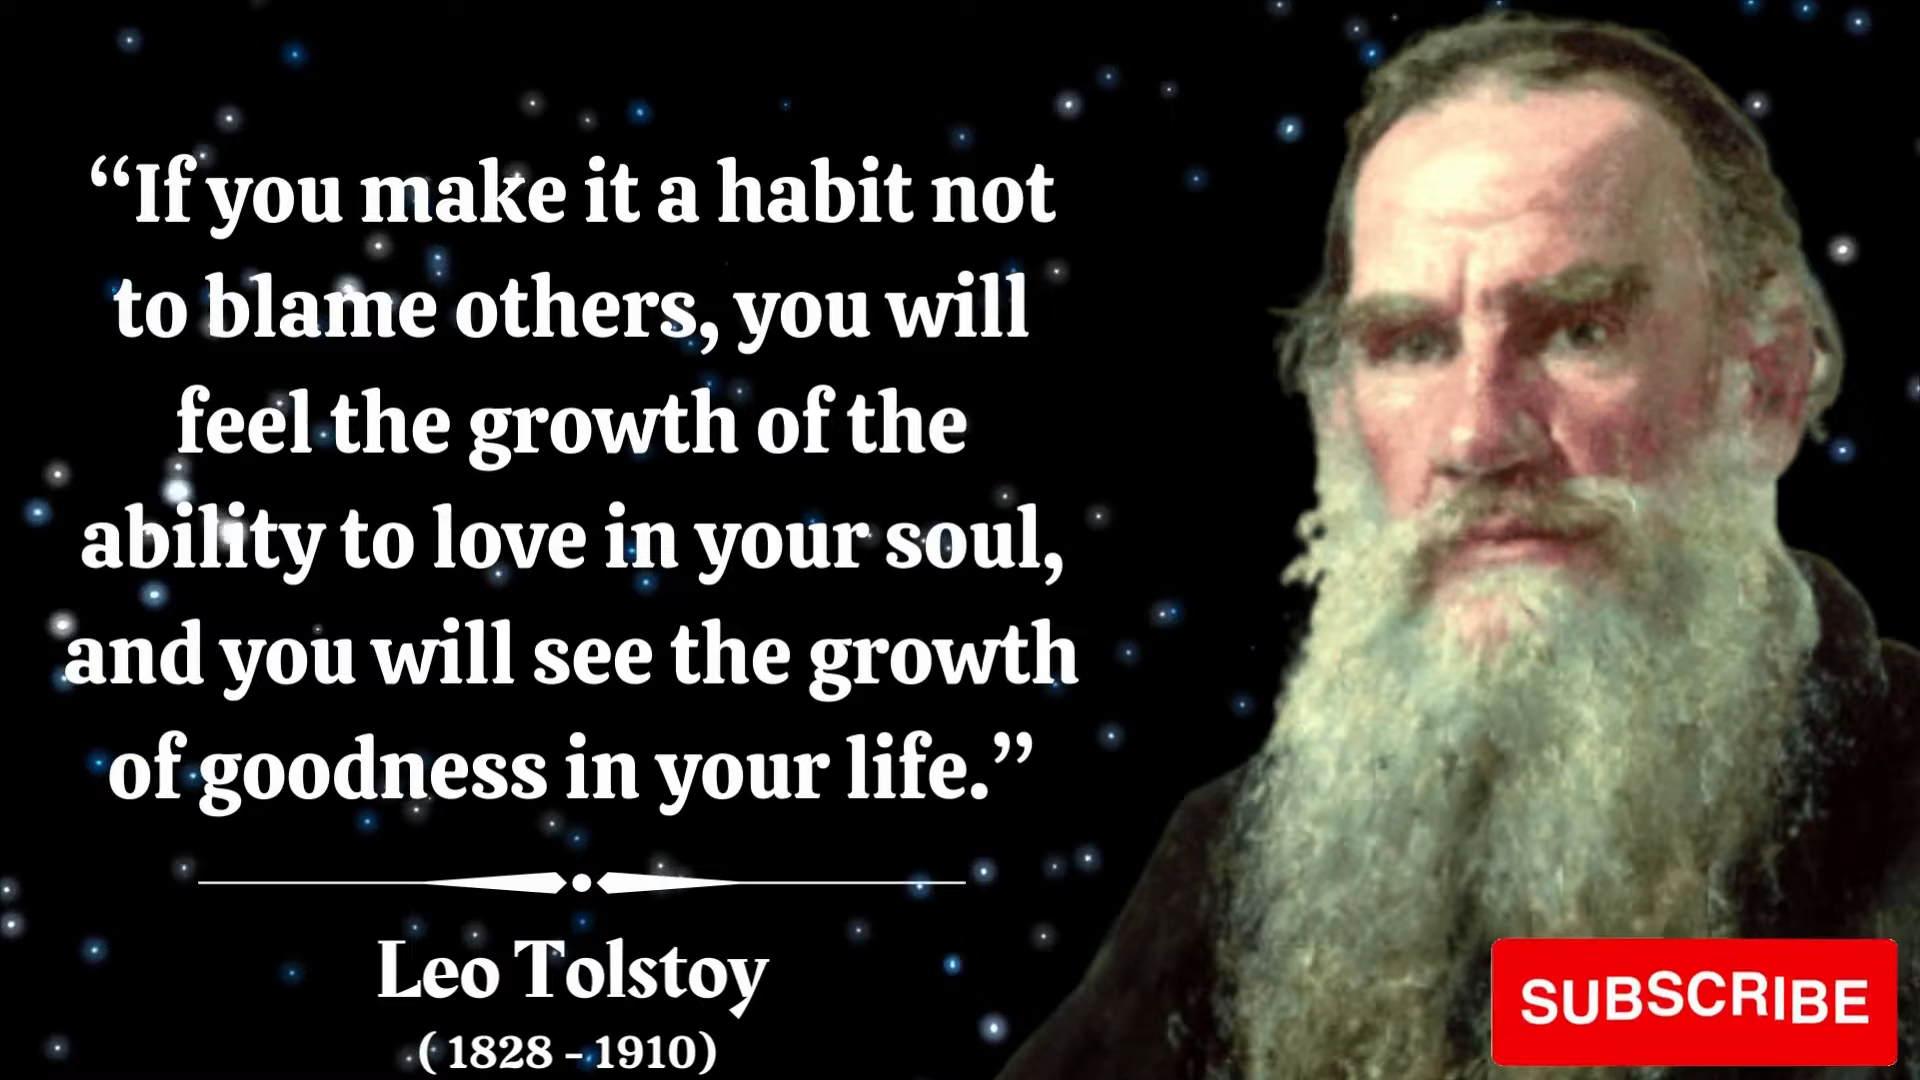 “If you make it a habit not
to blame others, you will
feel the growth of the
ability to love in your soul,
and you will see the growth
of goodness in your life.”
Leo Tolstoy
( 1828 - 1910)
SUBSCRIBE